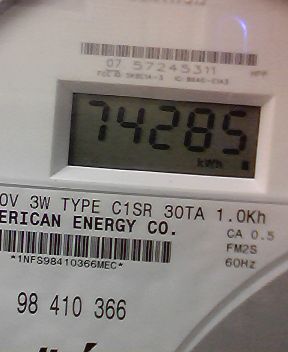 07 57245311
74285
kWh
0V 3W TYPE C1SR 30TA 1.0Kh
ERICAN ENERGY CO.
CA 0.5
FM2S
60Hz
*1NFS98410366MEC*
98 410 366